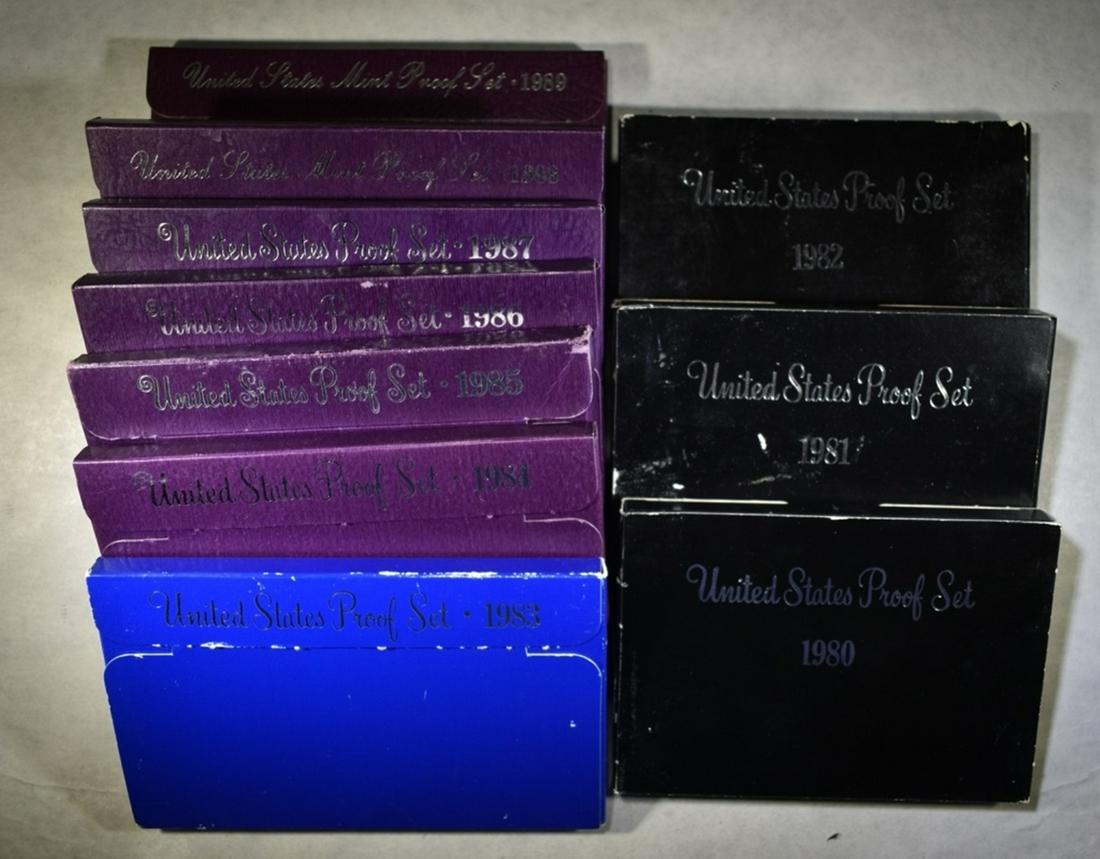 United States Mint Proof Set · 1989
United States Mint Proof Set · 1988
United States Proof Set · 1987
United States Proof Set · 1986
United States Proof Set · 1985
United States Proof Set · 1984
United States Proof Set · 1983
United States Proof Set
1982
United States Proof Set
1981
United States Proof Set
1980